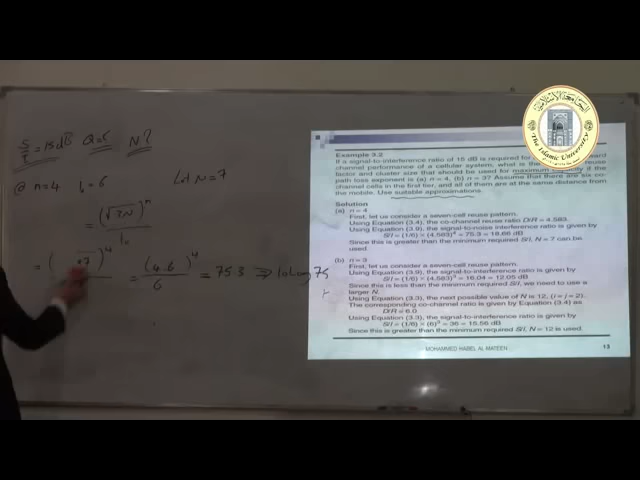 S/I = 15dB Q=? N?
@ n=4 i₀=6 Let N=7
= (√3N)ⁿ / i₀
= ( ×7 )⁴ = (4.6)⁴ / 6 = 75.3 ⇒ 10 Log 75
الجامعة الإسلامية
The Islamic University
Example 3.2
If a signal-to-interference ratio of 15 dB is required for
channel performance of a cellular system, what is the reuse
factor and cluster size that should be used for maximum capacity if the
path loss exponent is (a) n = 4, (b) n = 3? Assume that there are six co-
channel cells in the first tier, and all of them are at the same distance from
the mobile. Use suitable approximations.
Solution
(a) n = 4
First, let us consider a seven-cell reuse pattern.
Using Equation (3.4), the co-channel reuse ratio D/R = 4.583.
Using Equation (3.9), the signal-to-noise interference ratio is given by
S/I = (1/6) × (4.583)⁴ = 75.3 = 18.66 dB
Since this is greater than the minimum required S/I, N = 7 can be
used.
(b) n = 3
First, let us consider a seven-cell reuse pattern.
Using Equation (3.9), the signal-to-interference ratio is given by
S/I = (1/6) × (4.583)³ = 16.04 = 12.05 dB
Since this is less than the minimum required S/I, we need to use a
larger N.
Using Equation (3.3), the next possible value of N is 12, (i = j = 2).
The corresponding co-channel ratio is given by Equation (3.4) as
D/R = 6.0
Using Equation (3.3), the signal-to-interference ratio is given by
S/I = (1/6) × (6)³ = 36 = 15.56 dB
Since this is greater than the minimum required S/I, N = 12 is used.
13